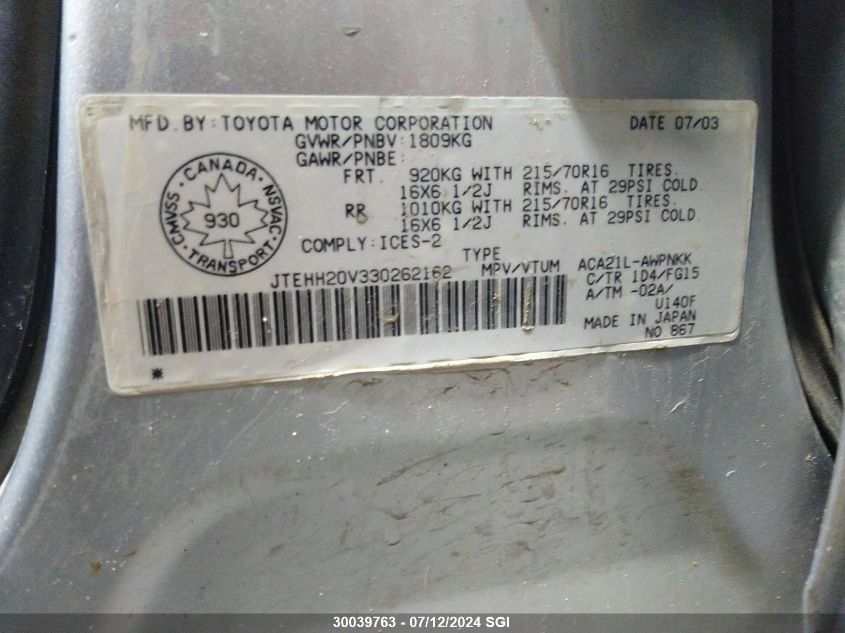 MFD.BY:TOYOTA MOTOR CORPORATION DATE 07/03
GVWR/PNBV:1809KG
GAWR/PNBE:
FRT. 920KG WITH 215/70R16 TIRES.
16X6 1/2J RIMS. AT 29PSI COLD
RR 1010KG WITH 215/70R16 TIRES.
16X6 1/2J RIMS. AT 29PSI COLD
COMPLY:ICES-2
CANADA
CMVSS NSVAC
930
TRANSPORT
TYPE
JTEHH20V330262162 MPV/VTUM ACA21L-AWPNKK
C/TR 1D4/FG15
A/TM -02A/
U140F
MADE IN JAPAN
NO 867
30039763 - 07/12/2024 SGI